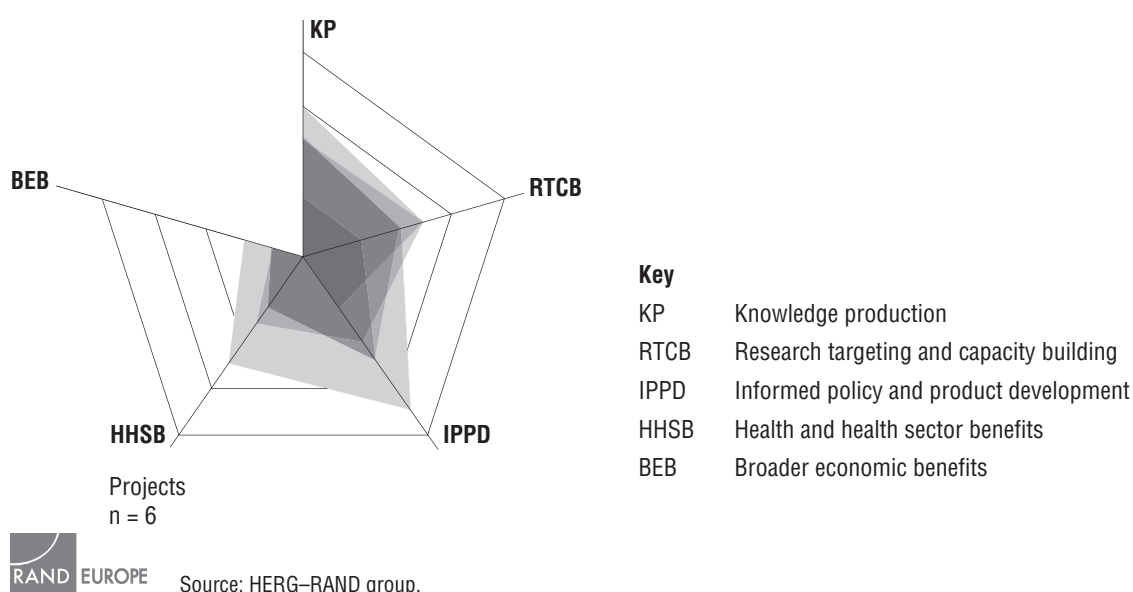 KP
BEB
RTCB
HHSB
IPPD
Projects
n = 6
Key
KP Knowledge production
RTCB Research targeting and capacity building
IPPD Informed policy and product development
HHSB Health and health sector benefits
BEB Broader economic benefits
RAND EUROPE
Source: HERG–RAND group.